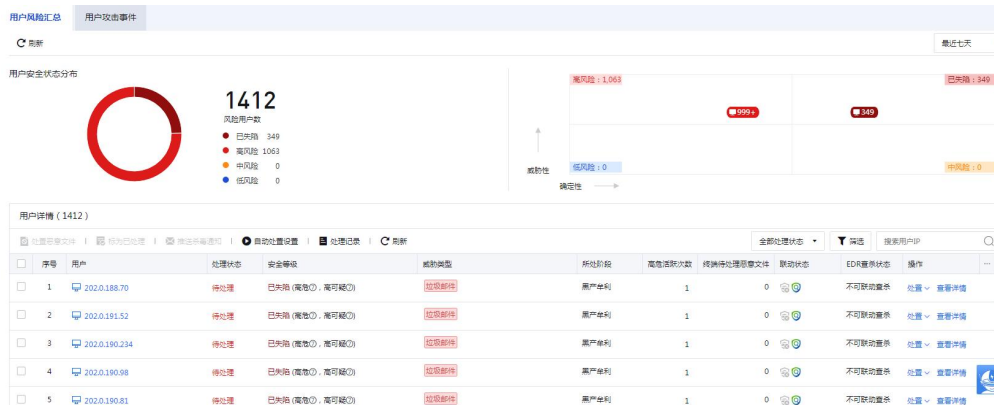 用户风险汇总 用户攻击事件
刷新 最近七天
用户安全状态分布
1412
风险用户数
已失陷 349
高风险 1063
中风险 0
低风险 0
高风险：1,063 已失陷：349
999+ 349
威胁性
低风险：0 中风险：0
确定性
用户详情 ( 1412 )
处置恶意文件 标为已处理 推送杀毒通知 自动处置设置 处理记录 刷新 全部处理状态 筛选 搜索用户IP
序号 用户 处理状态 安全等级 威胁类型 所处阶段 高危活跃次数 终端待处理恶意文件 联动状态 EDR查杀状态 操作 ...
1 202.0.188.70 待处理 已失陷 (高危?，高可疑?) 垃圾邮件 黑产牟利 1 0 不可联动查杀 处置 查看详情
2 202.0.191.52 待处理 已失陷 (高危?，高可疑?) 垃圾邮件 黑产牟利 1 0 不可联动查杀 处置 查看详情
3 202.0.190.234 待处理 已失陷 (高危?，高可疑?) 垃圾邮件 黑产牟利 1 0 不可联动查杀 处置 查看详情
4 202.0.190.98 待处理 已失陷 (高危?，高可疑?) 垃圾邮件 黑产牟利 1 0 不可联动查杀 处置 查看详情
5 202.0.190.81 待处理 已失陷 (高危?，高可疑?) 垃圾邮件 黑产牟利 1 0 不可联动查杀 处置 查看详情